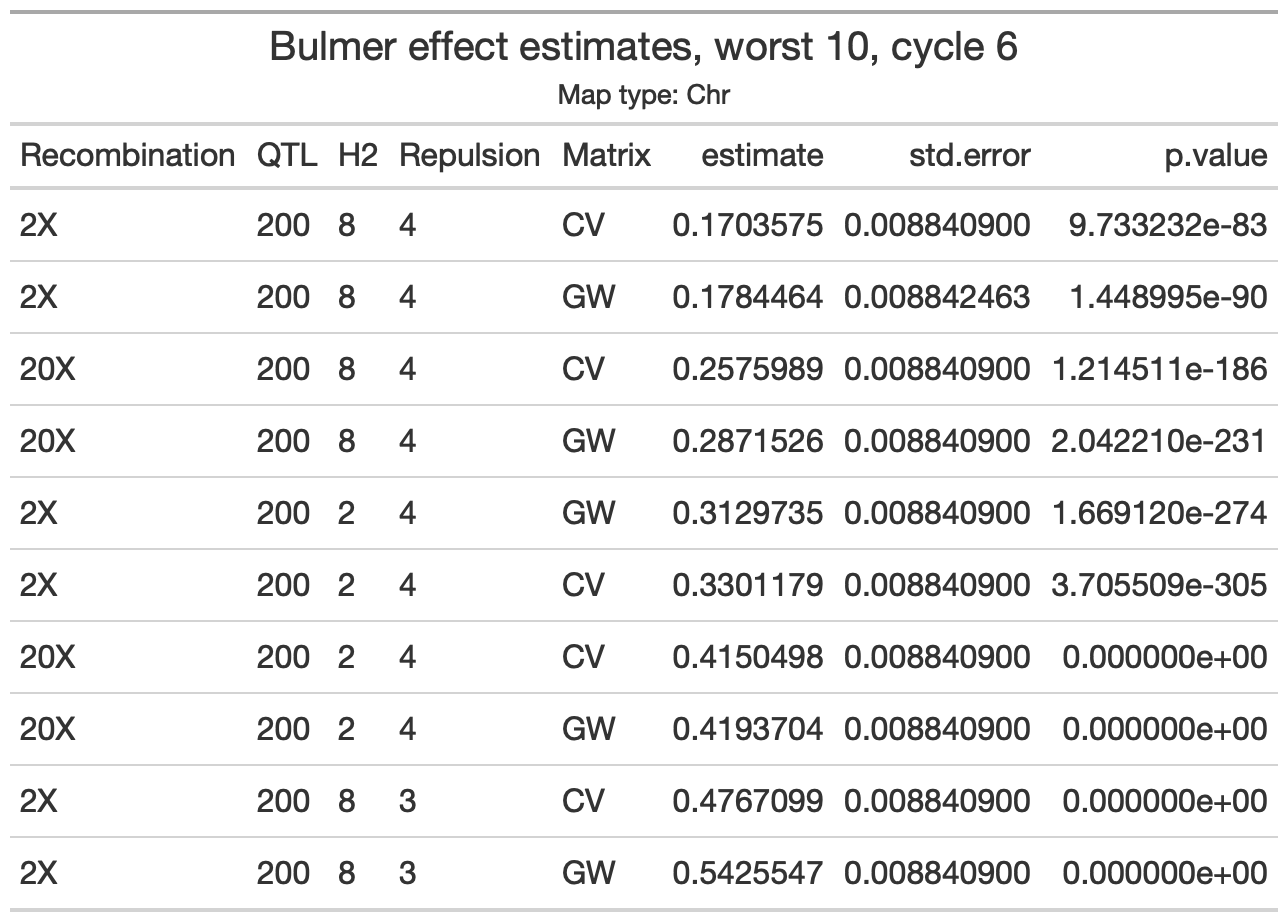 Bulmer effect estimates, worst 10, cycle 6
Map type: Chr
Recombination QTL H2 Repulsion Matrix estimate std.error p.value
2X 200 8 4 CV 0.1703575 0.008840900 9.733232e-83
2X 200 8 4 GW 0.1784464 0.008842463 1.448995e-90
20X 200 8 4 CV 0.2575989 0.008840900 1.214511e-186
20X 200 8 4 GW 0.2871526 0.008840900 2.042210e-231
2X 200 2 4 GW 0.3129735 0.008840900 1.669120e-274
2X 200 2 4 CV 0.3301179 0.008840900 3.705509e-305
20X 200 2 4 CV 0.4150498 0.008840900 0.000000e+00
20X 200 2 4 GW 0.4193704 0.008840900 0.000000e+00
2X 200 8 3 CV 0.4767099 0.008840900 0.000000e+00
2X 200 8 3 GW 0.5425547 0.008840900 0.000000e+00